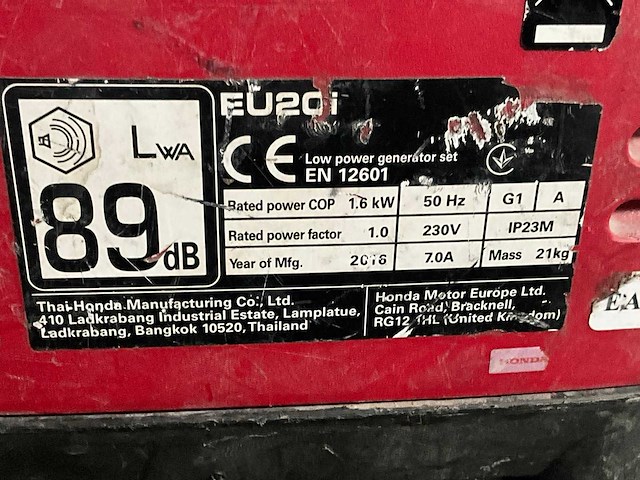 EU20i
LWA
89dB
CE
Low power generator set
EN 12601
Rated power COP 1.6 kW 50 Hz G1 A
Rated power factor 1.0 230V IP23M
Year of Mfg. 2016 7.0A Mass 21kg
Thai Honda Manufacturing Co., Ltd.
410 Ladkrabang Industrial Estate, Lamplatue,
Ladkrabang, Bangkok 10520, Thailand
Honda Motor Europe Ltd.
Cain Road, Bracknell,
RG12 1HL (United Kingdom)
EA
HONDA